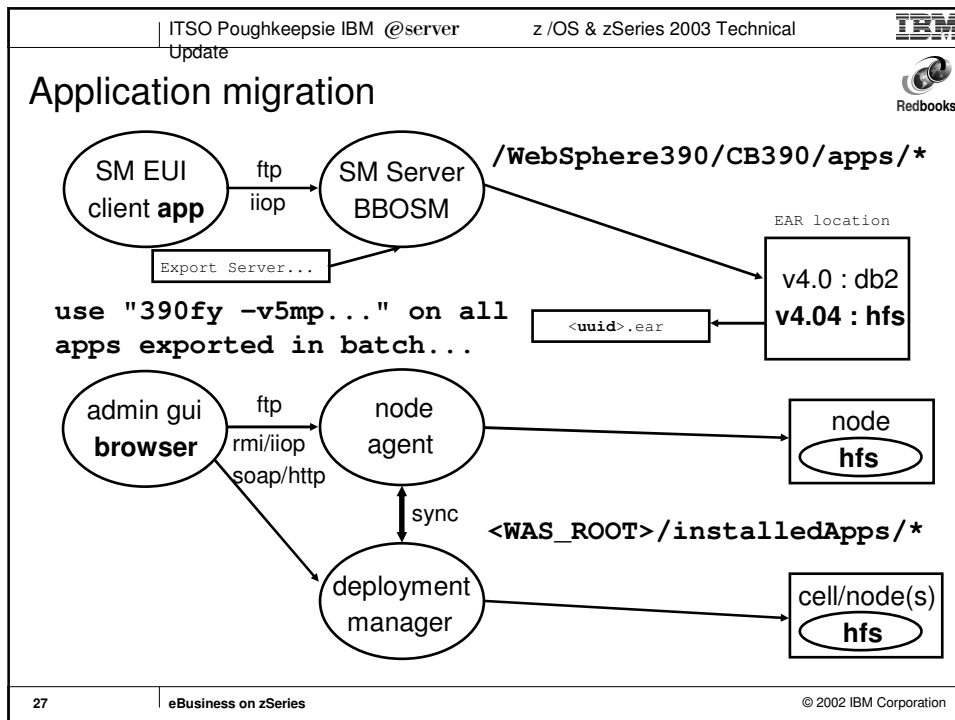 ITSO Poughkeepsie IBM @server z /OS & zSeries 2003 Technical
Update
IBM
Redbooks
Application migration
SM EUI
client app
ftp
iiop
SM Server
BBOSM
/WebSphere390/CB390/apps/*
EAR location
Export Server...
v4.0 : db2
v4.04 : hfs
<uuid>.ear
use "390fy –v5mp..." on all
apps exported in batch...
admin gui
browser
ftp
rmi/iiop
soap/http
node
agent
node
hfs
sync
<WAS_ROOT>/installedApps/*
deployment
manager
cell/node(s)
hfs
27
eBusiness on zSeries
© 2002 IBM Corporation